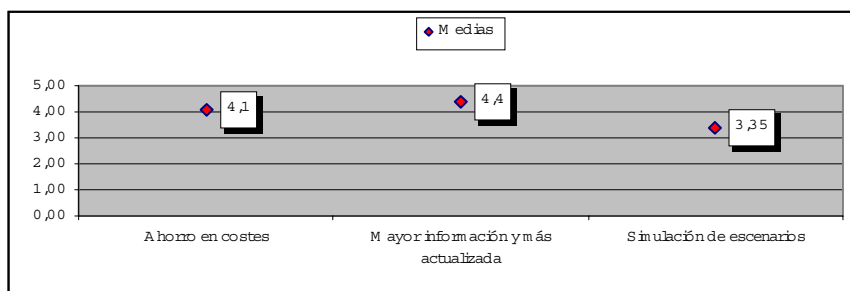 Medias
5,00
4,00
3,00
2,00
1,00
0,00
4,1
4,4
3,35
Ahorro en costes
Mayor información y más
actualizada
Simulación de escenarios